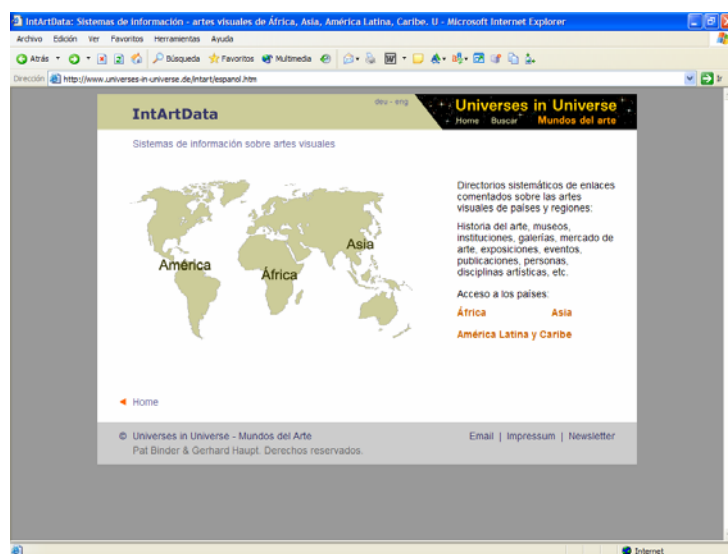 IntArtData: Sistemas de información - artes visuales de África, Asia, América Latina, Caribe. U - Microsoft Internet Explorer
Archivo Edición Ver Favoritos Herramientas Ayuda
Atrás Búsqueda Favoritos Multimedia
Dirección http://www.universes-in-universe.de/intart/espanol.htm Ir
deu - eng
IntArtData
Universes in Universe
Home Buscar Mundos del arte
Sistemas de información sobre artes visuales
Directorios sistemáticos de enlaces
comentados sobre las artes
visuales de países y regiones:
Historia del arte, museos,
instituciones, galerías, mercado de
arte, exposiciones, eventos,
publicaciones, personas,
disciplinas artísticas, etc.
América
África
Asia
Acceso a los países:
África Asia
América Latina y Caribe
Home
© Universes in Universe - Mundos del Arte
Pat Binder & Gerhard Haupt. Derechos reservados.
Email | Impressum | Newsletter
Internet